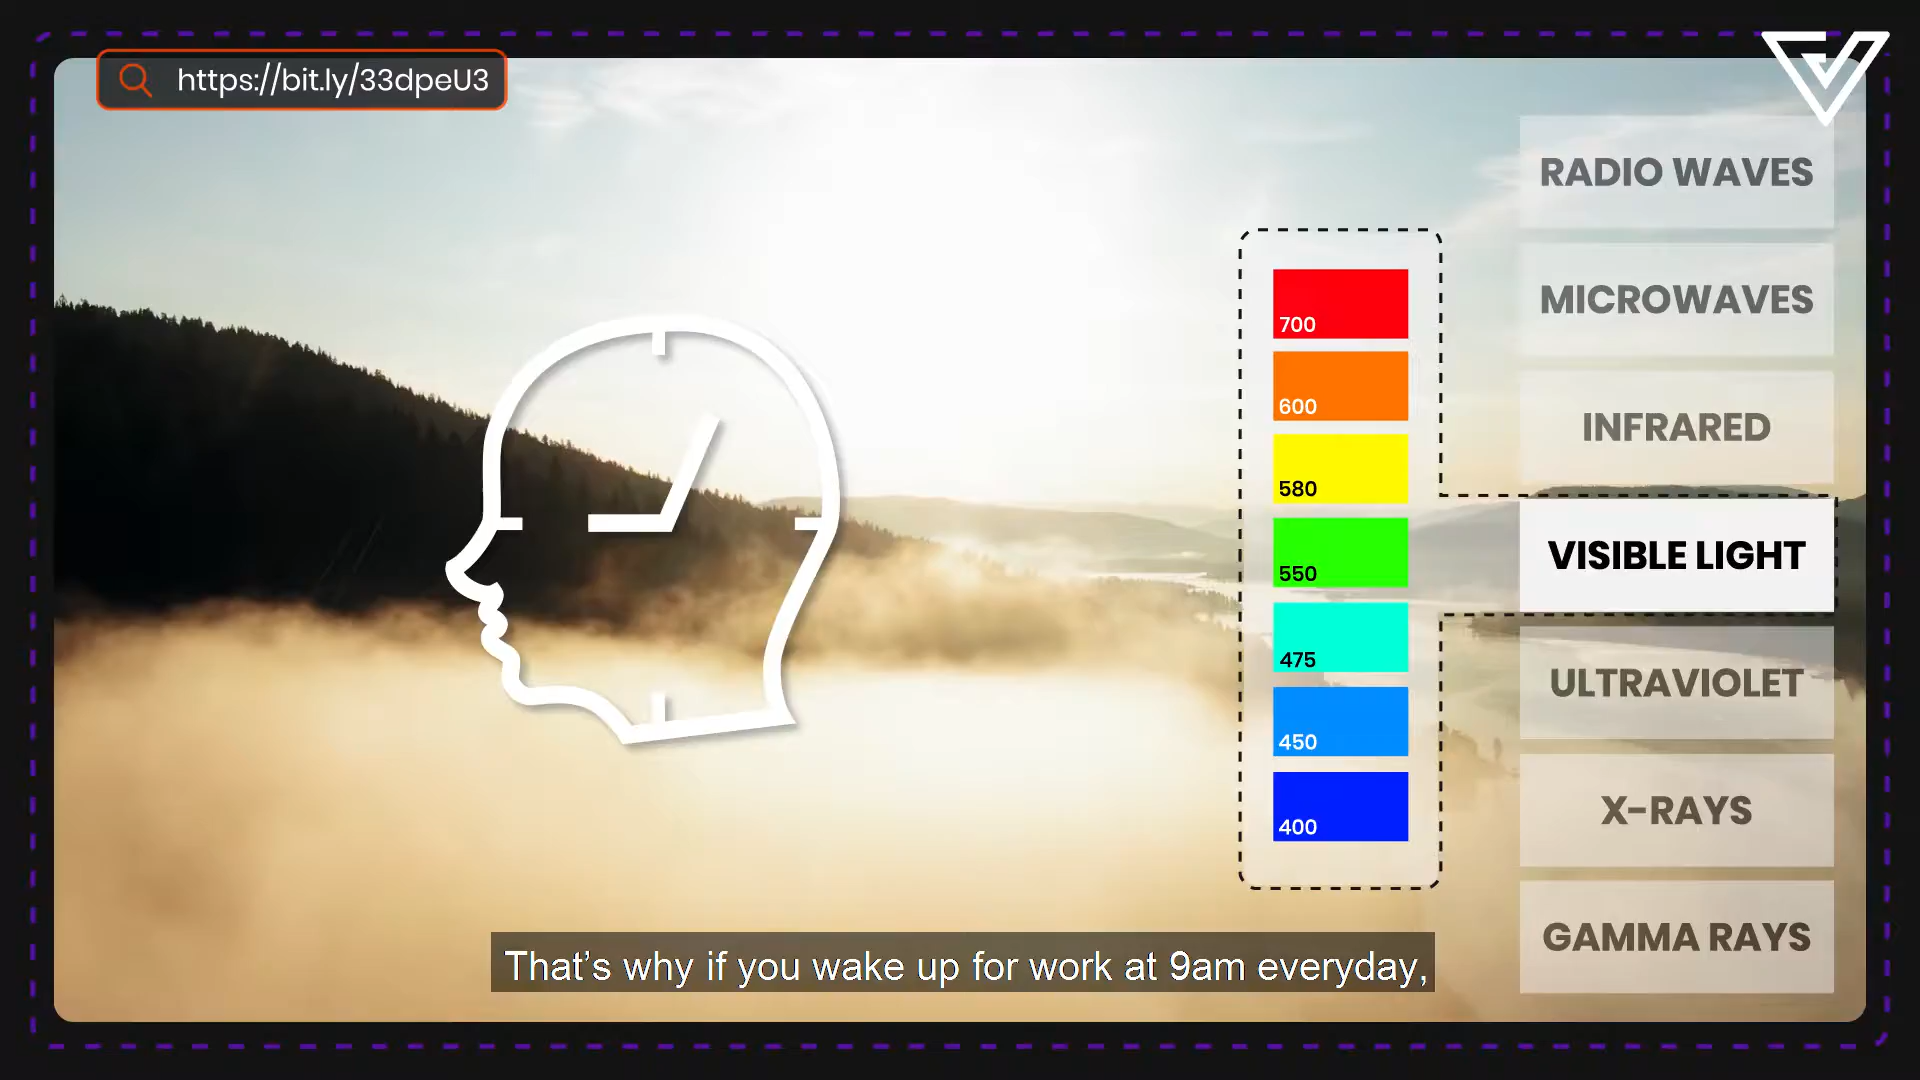 https://bit.ly/33dpeU3
RADIO WAVES
MICROWAVES
INFRARED
VISIBLE LIGHT
ULTRAVIOLET
X-RAYS
GAMMA RAYS
700
600
580
550
475
450
400
That’s why if you wake up for work at 9am everyday,